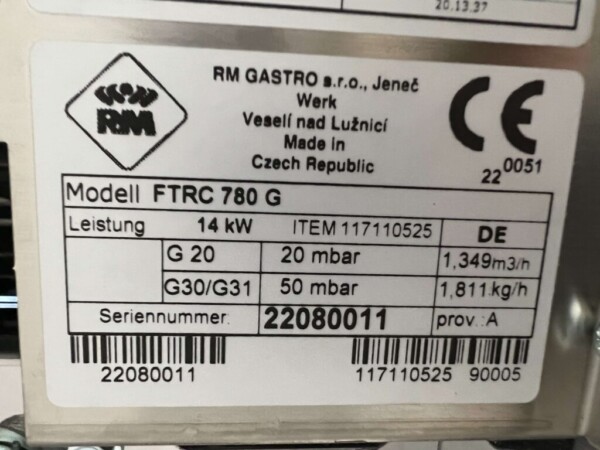 20.13.37
RM
RM GASTRO s.r.o., Jeneč
Werk
Veselí nad Lužnicí
Made in
Czech Republic
CE
22 0051
Modell FTRC 780 G
Leistung 14 kW ITEM 117110525 DE
G 20 20 mbar 1,349m3/h
G30/G31 50 mbar 1,811.kg/h
Seriennummer. 22080011 prov.:A
22080011 117110525 90005